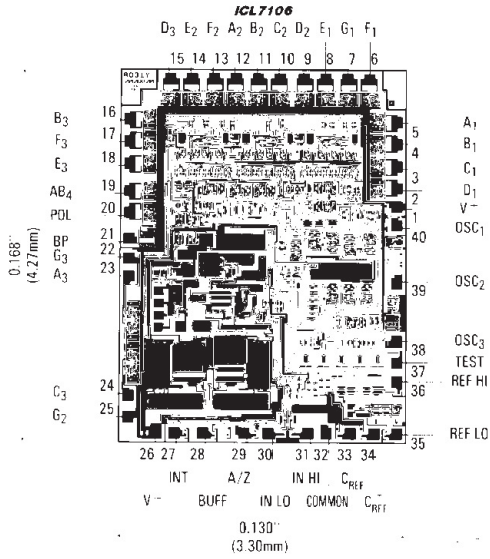 ICL7106
D3 E2 F2 A2 B2 C2 D2 E1 G1 F1
15 14 13 12 11 10 9 8 7 6
B3 16
F3 17
E3 18
AB4 19
POL 20
BP 21
G3 22
A3 23
C3 24
G2 25
0.168"
(4.27mm)
5 A1
4 B1
3 C1
2 D1
1 V+
40 OSC1
39 OSC2
38 OSC3
37 TEST
36 REF HI
35 REF LO
26 27 28 29 30 31 32 33 34
INT A/Z IN HI CREF
V− BUFF IN LO COMMON CREF−
0.130"
(3.30mm)